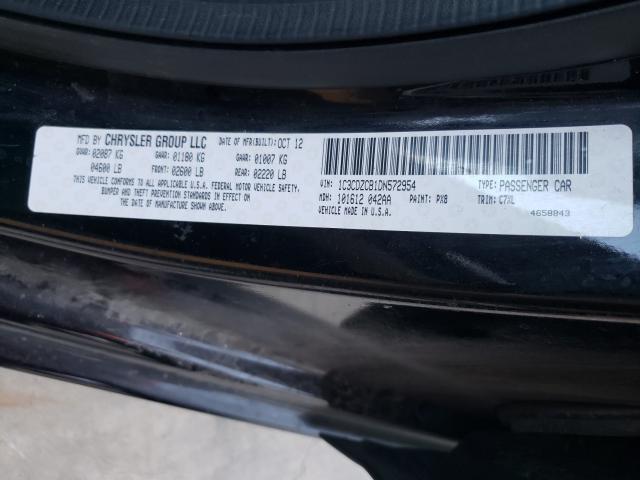 MFD BY CHRYSLER GROUP LLC DATE OF MFR(BUILT): OCT 12
GVWR: GAWR: GAWR:
02087 KG 01180 KG 01007 KG
04600 LB FRONT: 02600 LB REAR: 02220 LB
THIS VEHICLE CONFORMS TO ALL APPLICABLE U.S.A. FEDERAL MOTOR VEHICLE SAFETY,
BUMPER AND THEFT PREVENTION STANDARDS IN EFFECT ON
THE DATE OF MANUFACTURE SHOWN ABOVE.
VIN: 1C3CDZCB1DN572954 TYPE: PASSENGER CAR
MDH: 101612 042AA PAINT: PX8 TRIM: C7XL
MADE IN U.S.A. 4658843